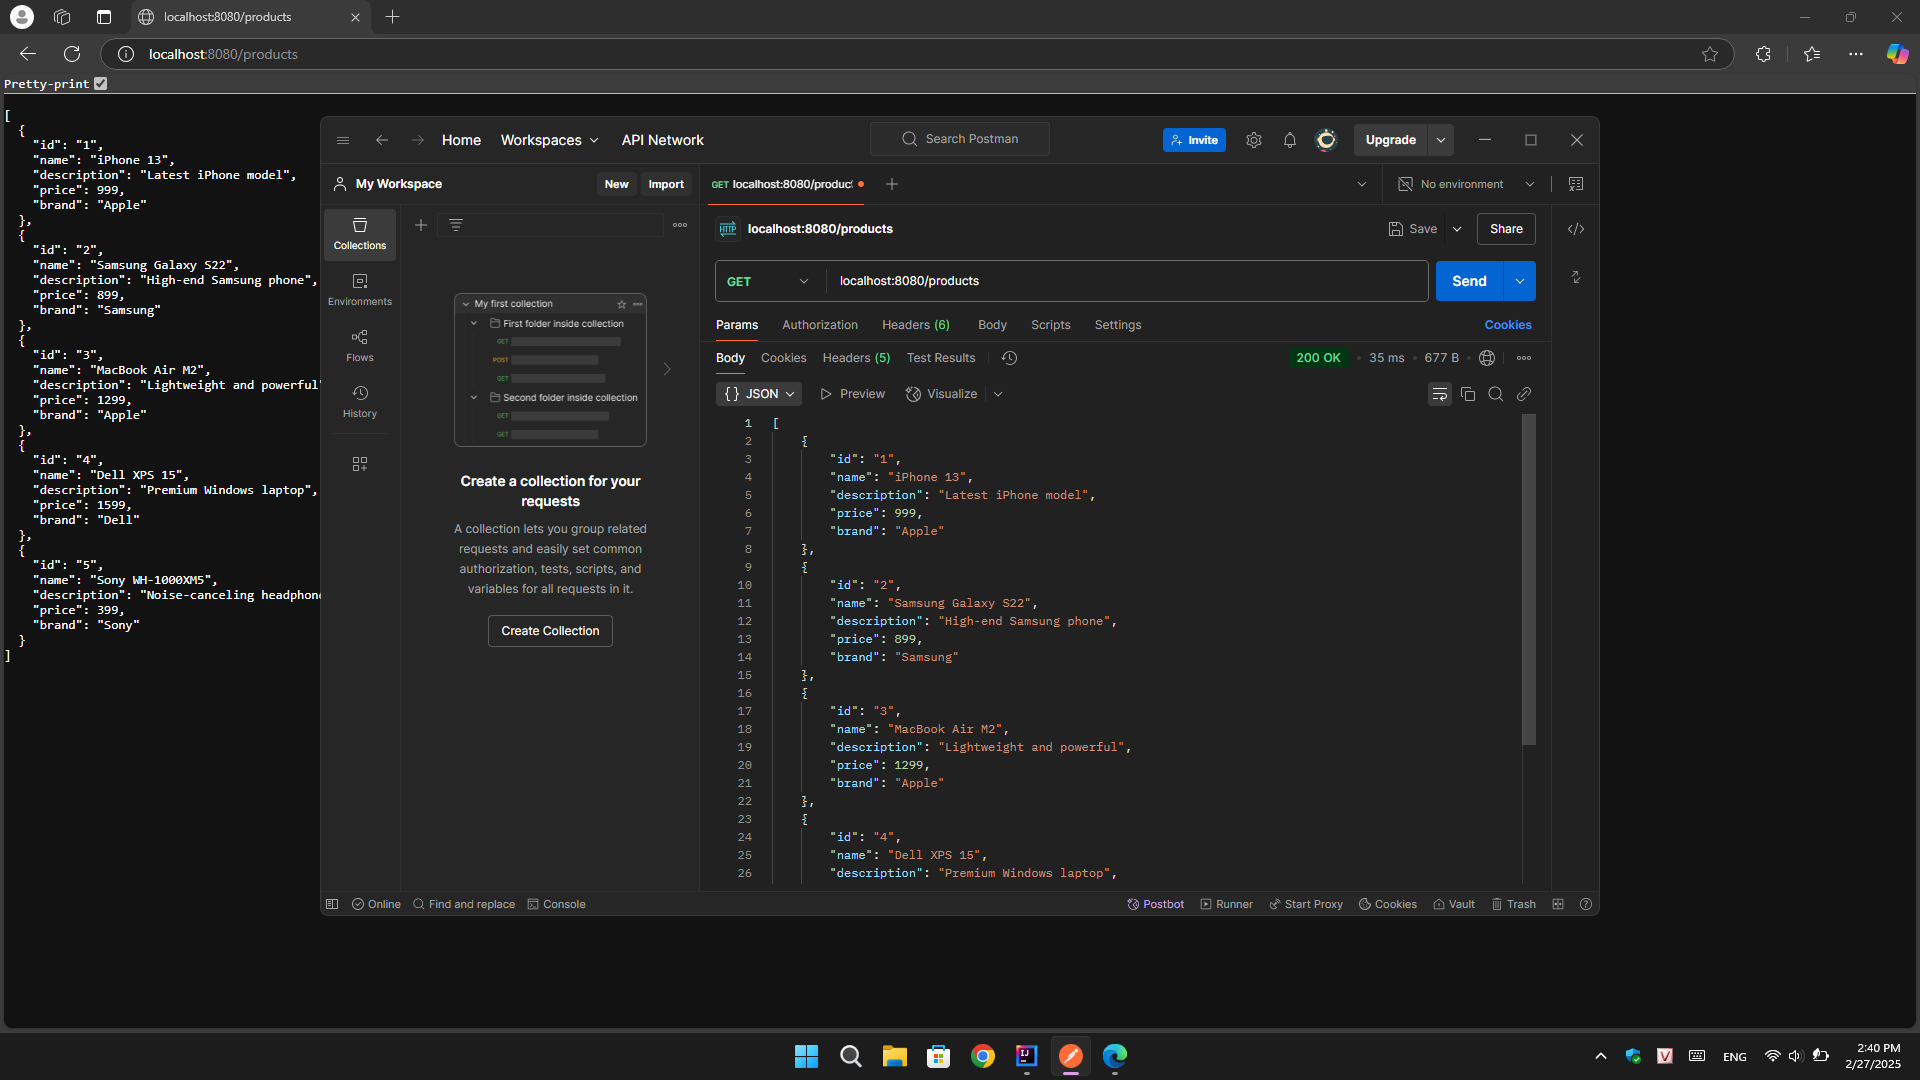 localhost:8080/products
localhost:8080/products
Pretty-print
[
{
"id": "1",
"name": "iPhone 13",
"description": "Latest iPhone model",
"price": 999,
"brand": "Apple"
},
{
"id": "2",
"name": "Samsung Galaxy S22",
"description": "High-end Samsung phone",
"price": 899,
"brand": "Samsung"
},
{
"id": "3",
"name": "MacBook Air M2",
"description": "Lightweight and powerful"
"price": 1299,
"brand": "Apple"
},
{
"id": "4",
"name": "Dell XPS 15",
"description": "Premium Windows laptop",
"price": 1599,
"brand": "Dell"
},
{
"id": "5",
"name": "Sony WH-1000XM5",
"description": "Noise-canceling headphon
"price": 399,
"brand": "Sony"
}
]
Home Workspaces API Network
Search Postman
Invite
Upgrade
My Workspace
New Import
GET localhost:8080/produc
No environment
Collections
Environments
Flows
History
My first collection
First folder inside collection
GET
POST
GET
Second folder inside collection
GET
GET
Create a collection for your
requests
A collection lets you group related
requests and easily set common
authorization, tests, scripts, and
variables for all requests in it.
Create Collection
HTTP localhost:8080/products
Save Share
GET localhost:8080/products Send
Params Authorization Headers (6) Body Scripts Settings Cookies
Body Cookies Headers (5) Test Results 200 OK • 35 ms • 677 B
{} JSON Preview Visualize
1 [
2 {
3 "id": "1",
4 "name": "iPhone 13",
5 "description": "Latest iPhone model",
6 "price": 999,
7 "brand": "Apple"
8 },
9 {
10 "id": "2",
11 "name": "Samsung Galaxy S22",
12 "description": "High-end Samsung phone",
13 "price": 899,
14 "brand": "Samsung"
15 },
16 {
17 "id": "3",
18 "name": "MacBook Air M2",
19 "description": "Lightweight and powerful",
20 "price": 1299,
21 "brand": "Apple"
22 },
23 {
24 "id": "4",
25 "name": "Dell XPS 15",
26 "description": "Premium Windows laptop",
Online Find and replace Console Postbot Runner Start Proxy Cookies Vault Trash
IJ
V
ENG
2:40 PM
2/27/2025